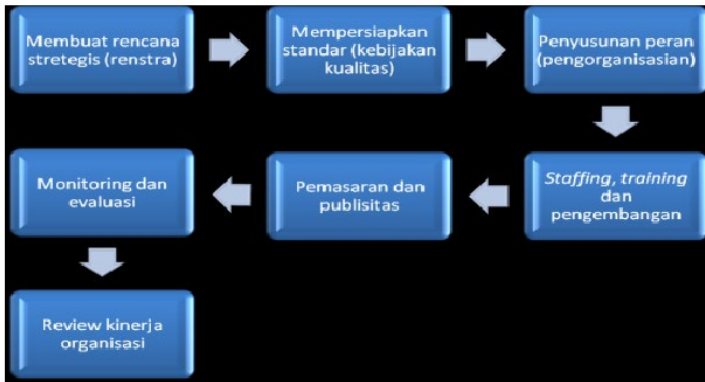 Membuat rencana
stretegis (renstra)
Mempersiapkan
standar (kebijakan
kualitas)
Penyusunan peran
(pengorganisasian)
Staffing, training
dan
pengembangan
Pemasaran dan
publisitas
Monitoring dan
evaluasi
Review kinerja
organisasi